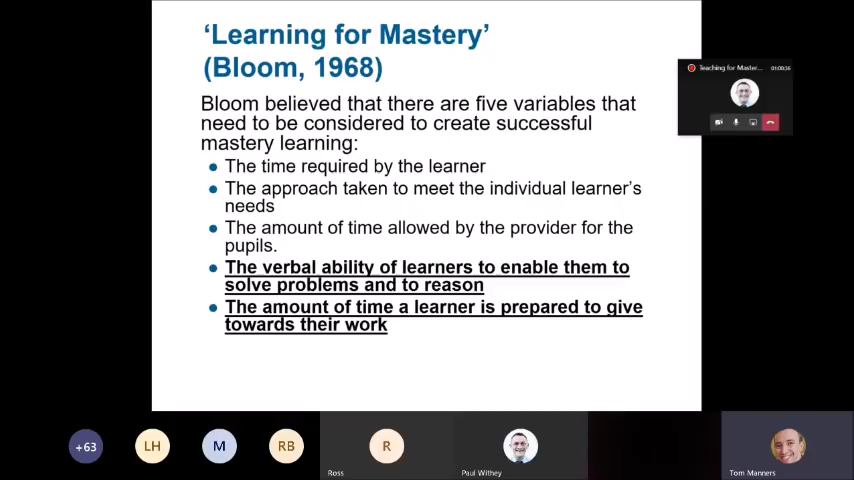 ‘Learning for Mastery’
(Bloom, 1968)
Bloom believed that there are five variables that
need to be considered to create successful
mastery learning:
● The time required by the learner
● The approach taken to meet the individual learner’s
needs
● The amount of time allowed by the provider for the
pupils.
● The verbal ability of learners to enable them to
solve problems and to reason
● The amount of time a learner is prepared to give
towards their work
Teaching for Master... 01:00:36
+63
LH
M
RB
R
Ross
Paul Withey
Tom Manners